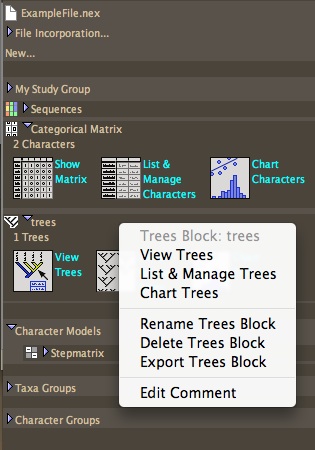 ExampleFile.nex
File Incorporation...
New...
My Study Group
Sequences
Categorical Matrix
2 Characters
Show Matrix
List & Manage Characters
Chart Characters
trees
1 Trees
View Trees
Trees Block: trees
View Trees
List & Manage Trees
Chart Trees
Rename Trees Block
Delete Trees Block
Export Trees Block
Edit Comment
Character Models
Stepmatrix
Taxa Groups
Character Groups